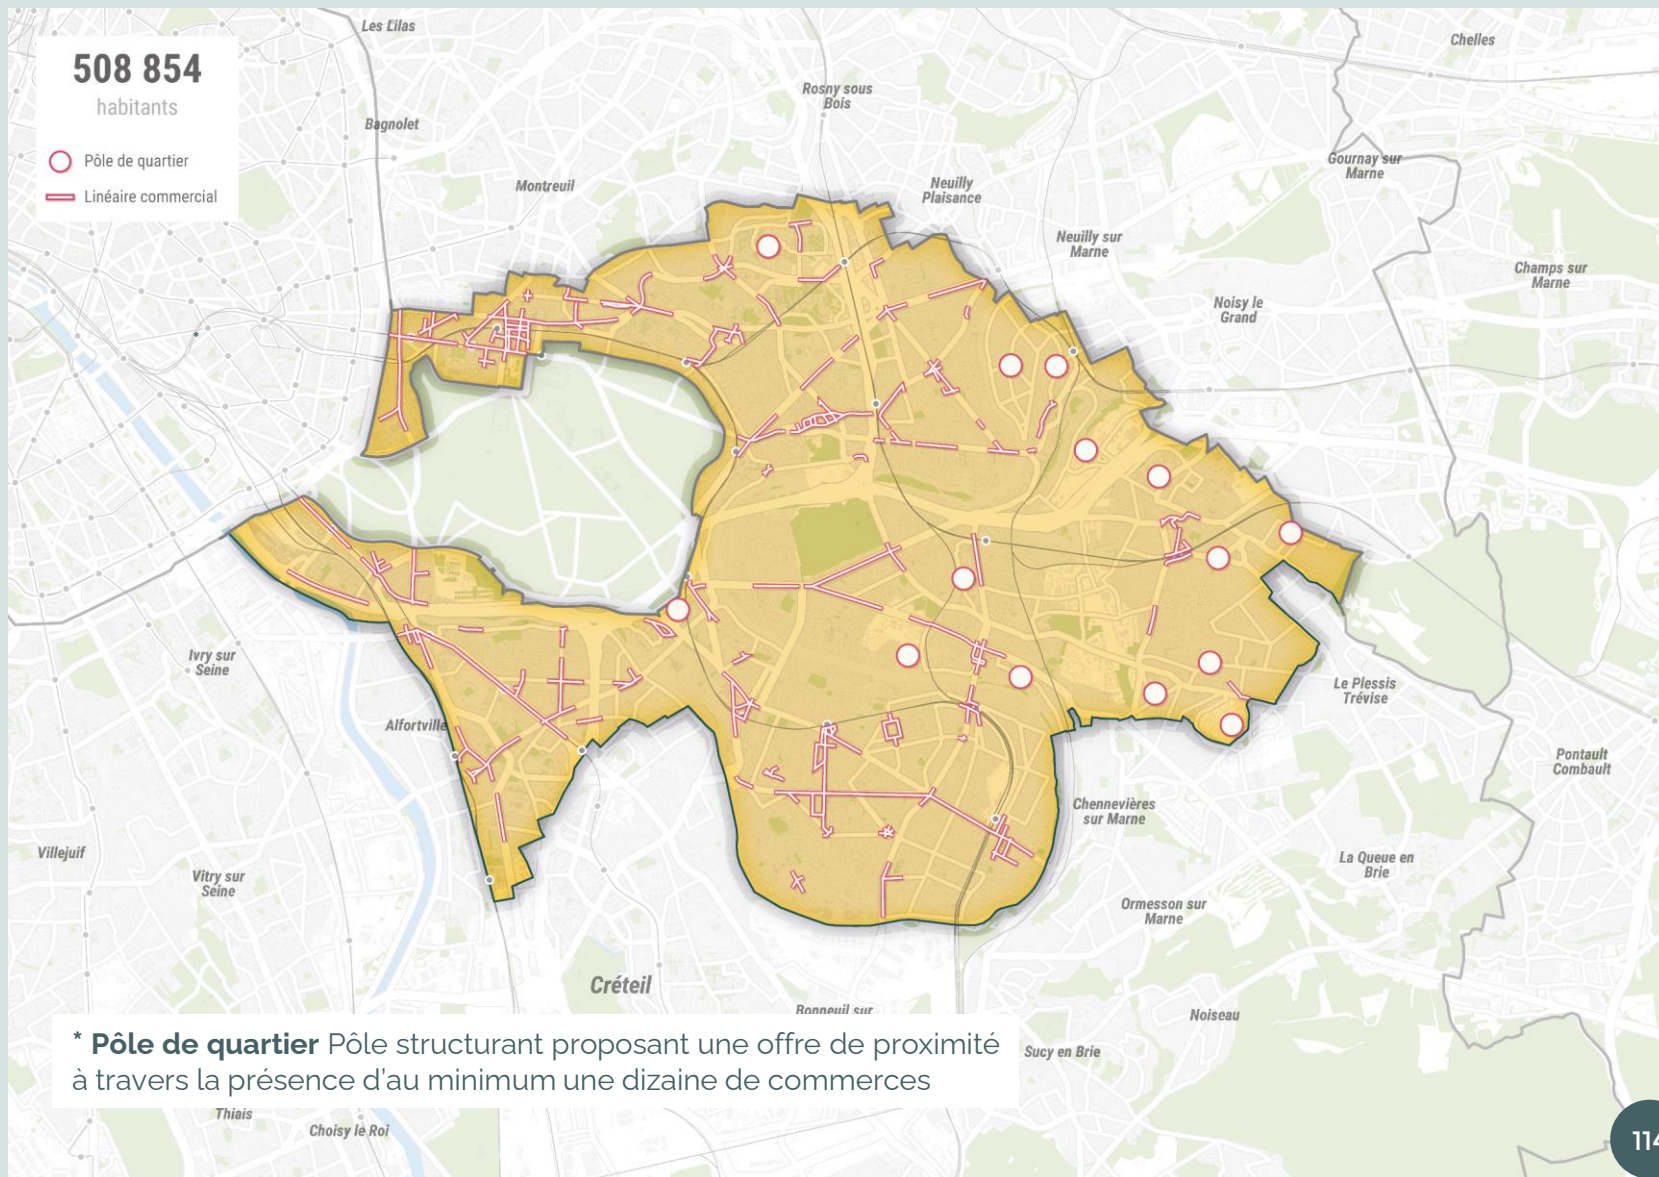 508 854
habitants
Pôle de quartier
Linéaire commercial
Les Lilas
Chelles
Rosny sous
Bois
Bagnolet
Gournay sur
Marne
Montreuil
Neuilly
Plaisance
Neuilly sur
Marne
Champs sur
Marne
Noisy le
Grand
*
Ivry sur
Seine
Le Plessis
Trévise
Alfortville
Pontault
Combault
Chennevières
sur Marne
Villejuif
La Queue en
Brie
Vitry sur
Seine
Ormesson sur
Marne
Créteil
Bonneuil sur
Noiseau
* Pôle de quartier Pôle structurant proposant une offre de proximité
à travers la présence d'au minimum une dizaine de commerces
Sucy en Brie
Thiais
Choisy le Roi
114